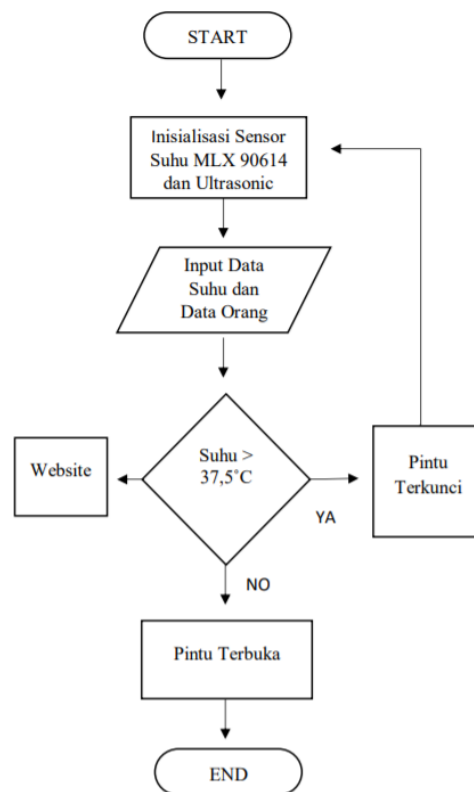 START
Inisialisasi Sensor
Suhu MLX 90614
dan Ultrasonic
Input Data
Suhu dan
Data Orang
Suhu >
37,5˚C
Website
Pintu
Terkunci
YA
NO
Pintu Terbuka
END